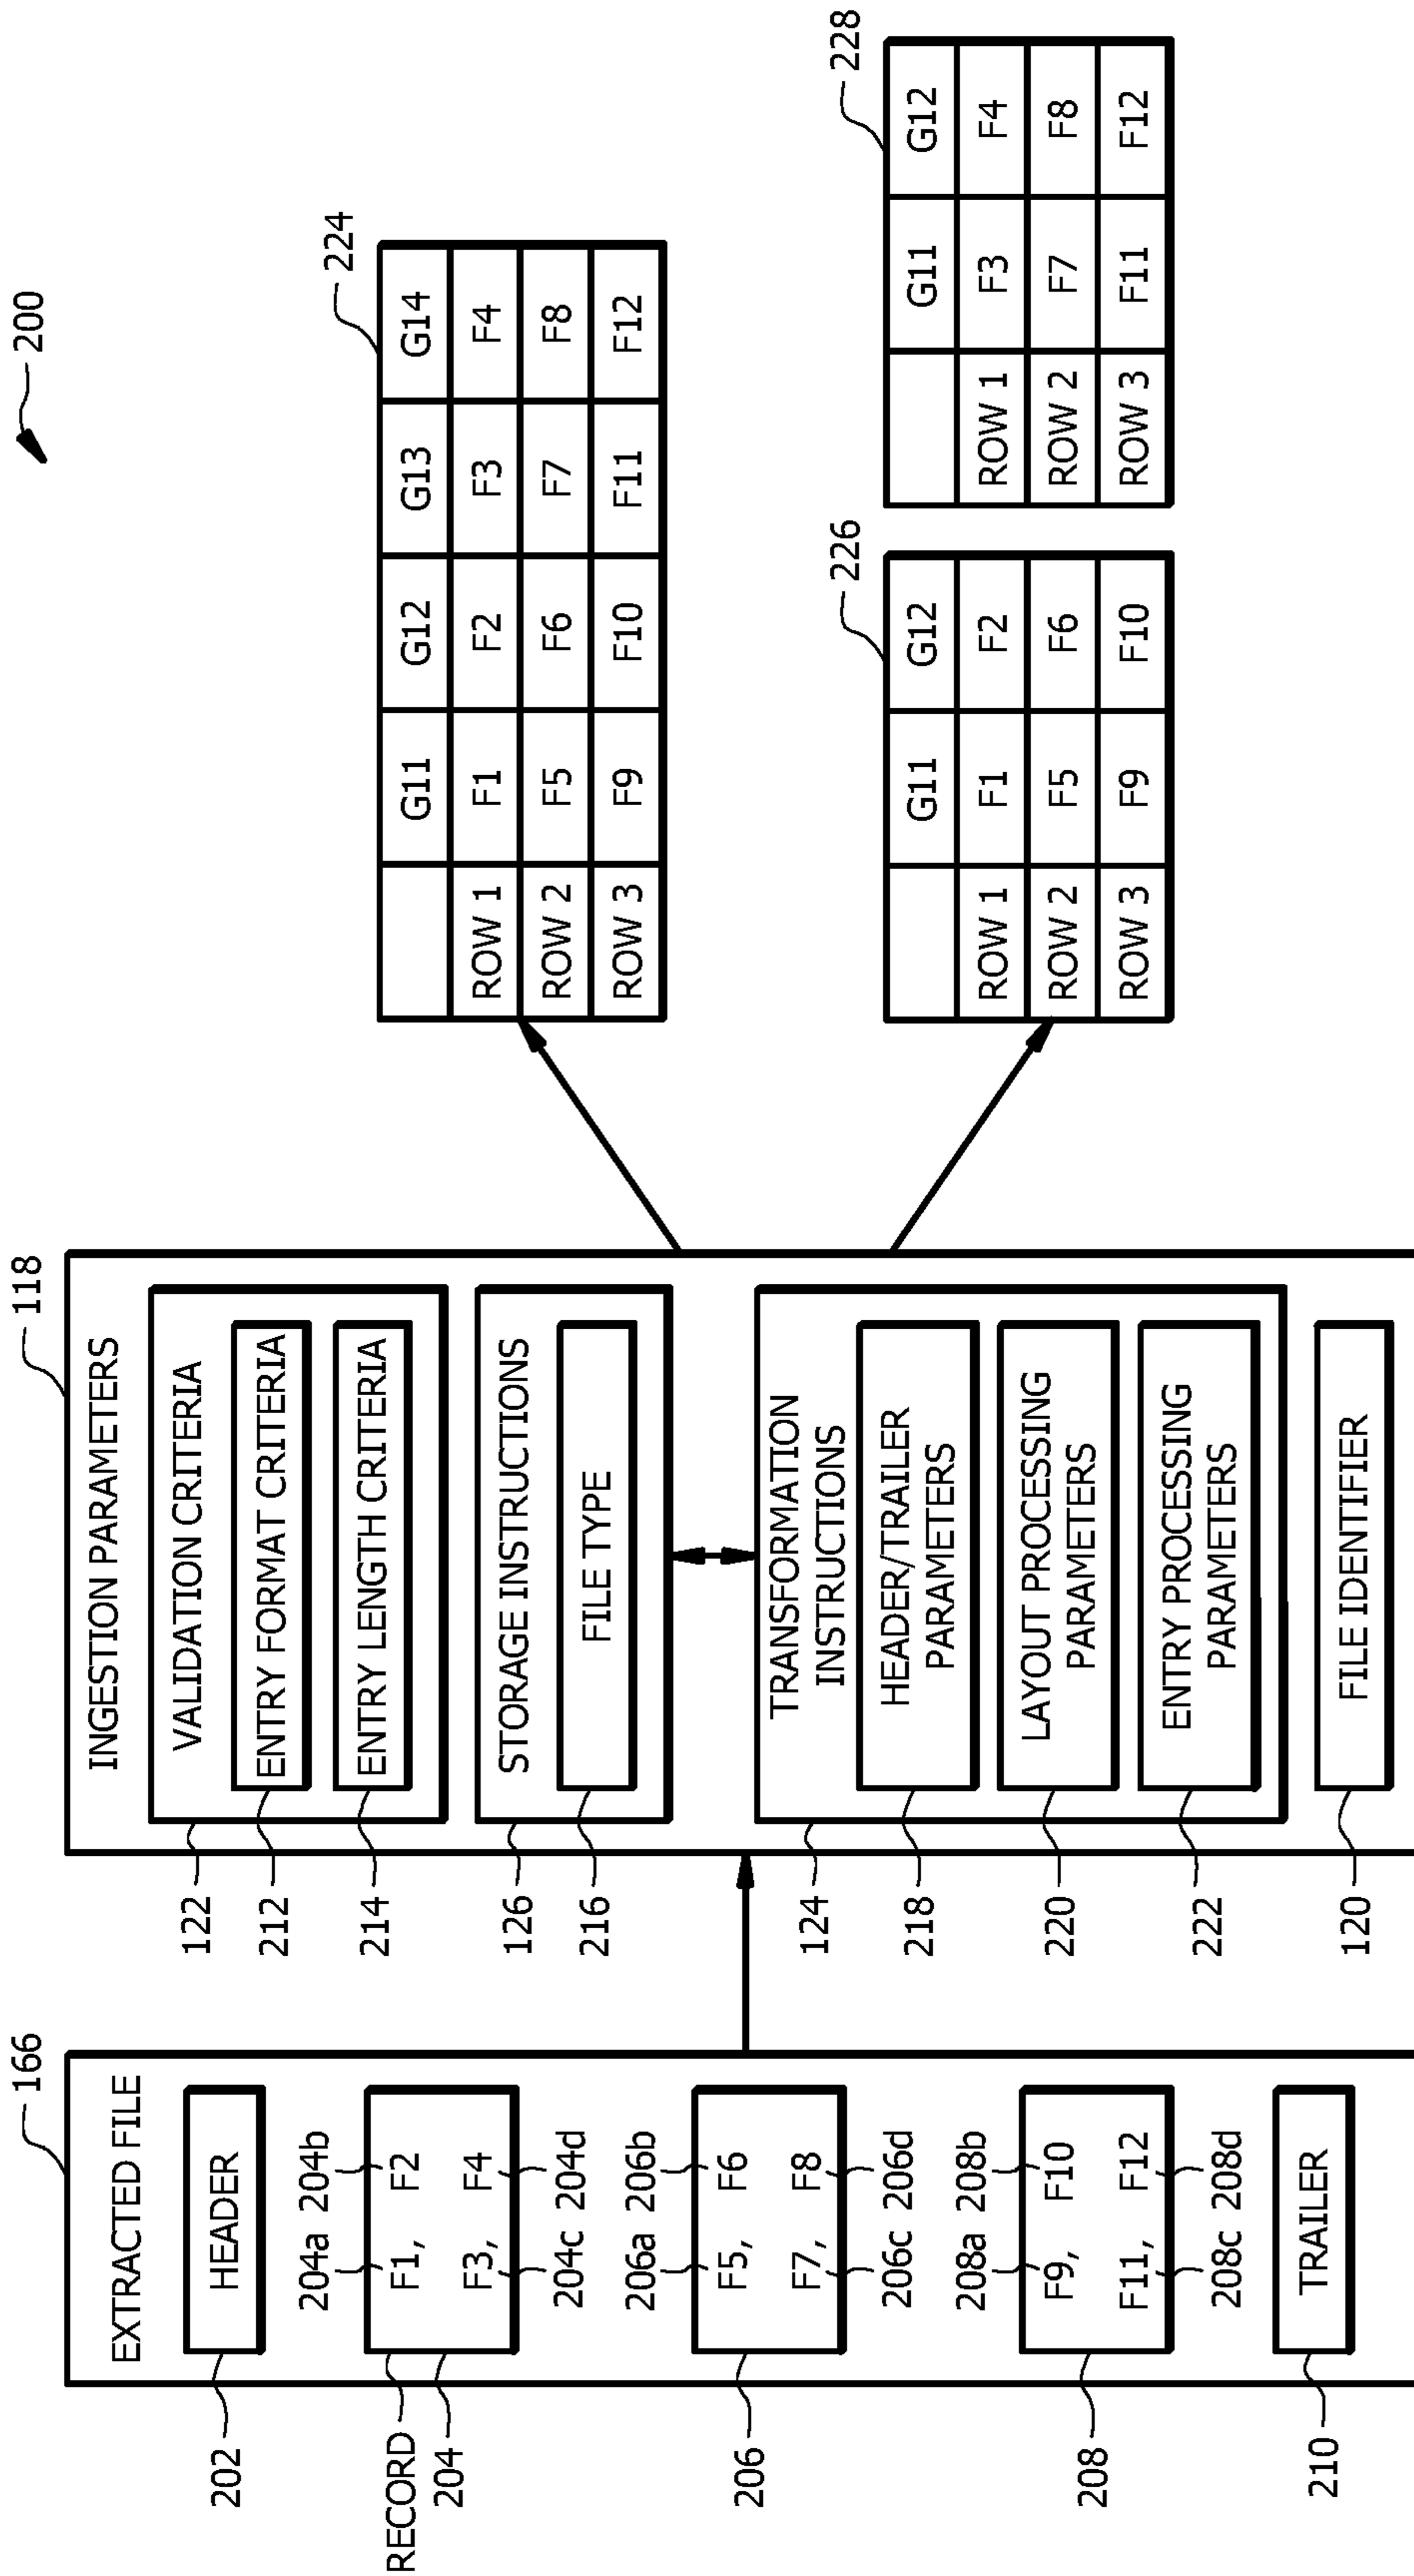 200
166
EXTRACTED FILE
HEADER
202
204a 204b
F1, F2
F3, F4
204c 204d
RECORD
204
206a 206b
F5, F6
F7, F8
206c 206d
206
208a 208b
F9, F10
F11, F12
208c 208d
208
TRAILER
210
118
INGESTION PARAMETERS
VALIDATION CRITERIA
ENTRY FORMAT CRITERIA
ENTRY LENGTH CRITERIA
122
212
214
STORAGE INSTRUCTIONS
FILE TYPE
126
216
TRANSFORMATION
INSTRUCTIONS
HEADER/TRAILER
PARAMETERS
LAYOUT PROCESSING
PARAMETERS
ENTRY PROCESSING
PARAMETERS
124
218
220
222
FILE IDENTIFIER
120
224
G11 G12 G13 G14
ROW 1 F1 F2 F3 F4
ROW 2 F5 F6 F7 F8
ROW 3 F9 F10 F11 F12
226
G11 G12
ROW 1 F1 F2
ROW 2 F5 F6
ROW 3 F9 F10
228
G11 G12
ROW 1 F3 F4
ROW 2 F7 F8
ROW 3 F11 F12